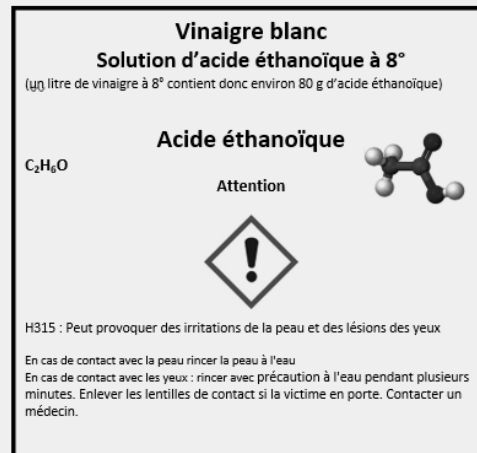 Vinaigre blanc
Solution d’acide éthanoïque à 8°
(un litre de vinaigre à 8° contient donc environ 80 g d’acide éthanoïque)
Acide éthanoïque
C₂H₆O
Attention
H315 : Peut provoquer des irritations de la peau et des lésions des yeux
En cas de contact avec la peau rincer la peau à l'eau
En cas de contact avec les yeux : rincer avec précaution à l'eau pendant plusieurs
minutes. Enlever les lentilles de contact si la victime en porte. Contacter un
médecin.